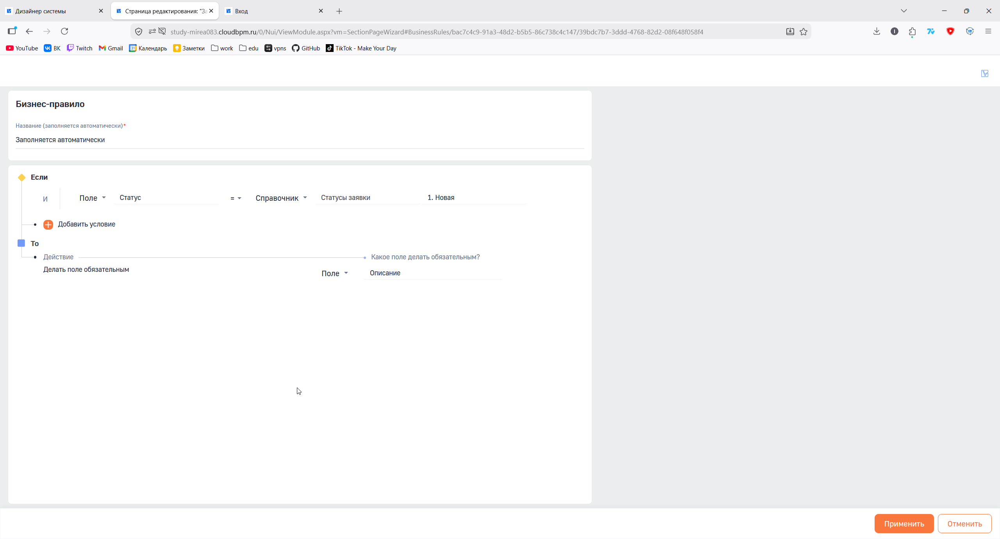 Дизайнер системы
Страница редактирования: "За
Вход
study-mirea083.cloudbpm.ru/0/Nui/ViewModule.aspx?vm=SectionPageWizard#BusinessRules/bac7c4c9-91a3-48d2-b5b5-86c738c4c147/39bdc7b7-3ddd-4768-82d2-08f648f058f4
YouTube
ВК
Twitch
Gmail
31 Календарь
Заметки
work
edu
vpns
GitHub
TikTok - Make Your Day
Бизнес-правило
Название (заполняется автоматически)*
Заполняется автоматически
Если
И Поле Статус = Справочник Статусы заявки 1. Новая
Добавить условие
То
Действие Какое поле делать обязательным?
Делать поле обязательным Поле Описание
Применить Отменить